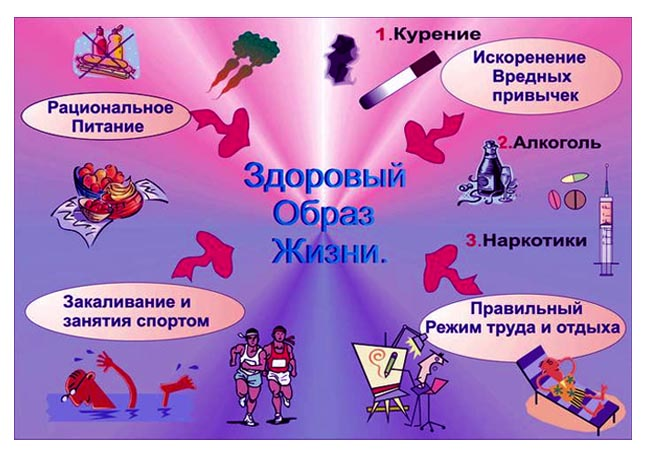 1.Курение
Искоренение
Вредных
привычек
Рациональное
Питание
2.Алкоголь
Здоровый
Образ
Жизни.
3.Наркотики
Закаливание и
занятия спортом
Правильный
Режим труда и отдыха